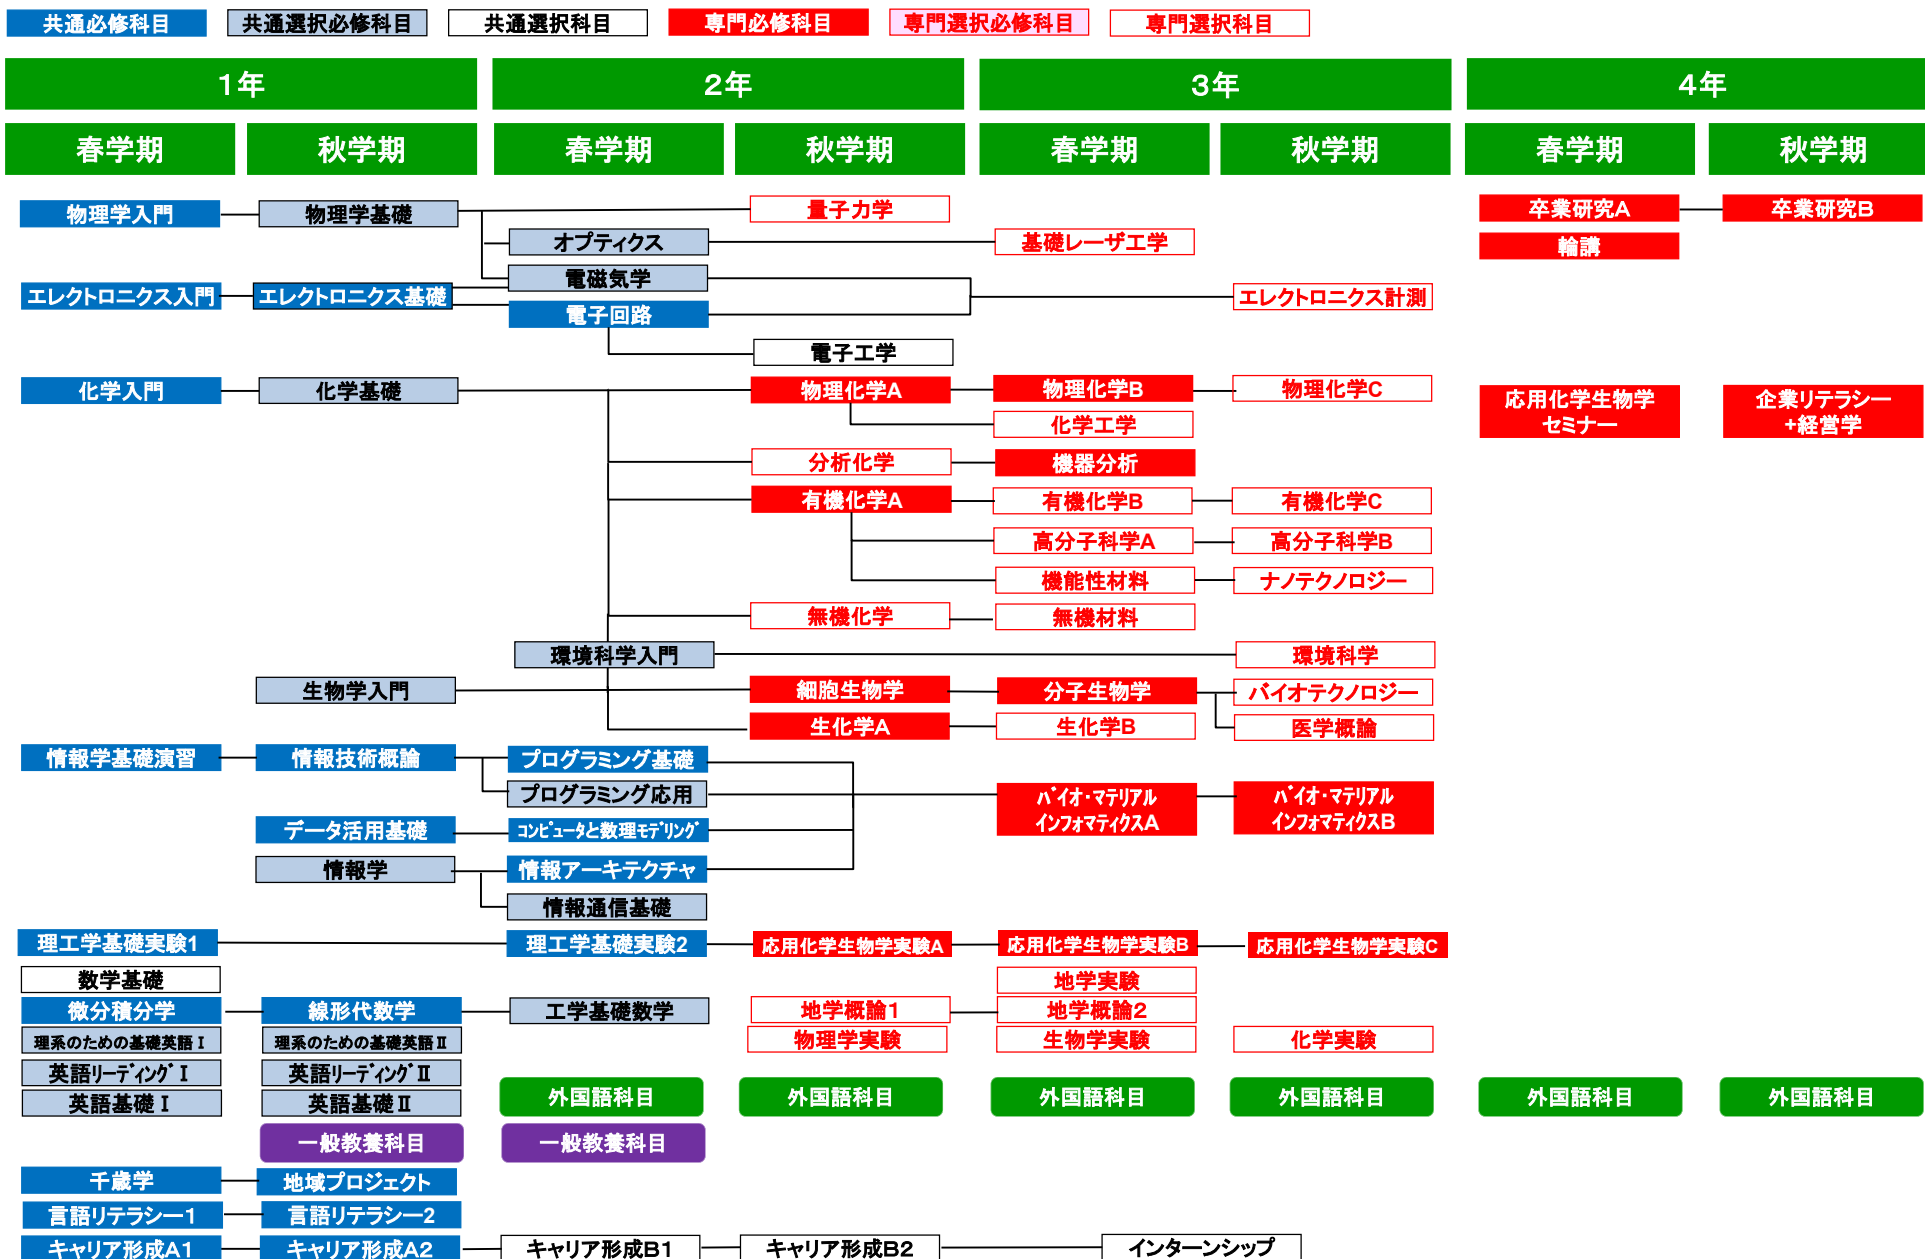 共通必修科目
共通選択必修科目
共通選択科目
専門必修科目
専門選択必修科目
専門選択科目
1年
2年
3年
4年
春学期
秋学期
春学期
秋学期
春学期
秋学期
春学期
秋学期
物理学入門
物理学基礎
量子力学
卒業研究A
卒業研究B
オプティクス
基礎レーザ工学
輪講
電磁気学
エレクトロニクス入門
エレクトロニクス基礎
エレクトロニクス計測
電子回路
電子工学
化学入門
化学基礎
物理化学A
物理化学B
物理化学C
応用化学生物学
セミナー
企業リテラシー
+経営学
化学工学
分析化学
機器分析
有機化学A
有機化学B
有機化学C
高分子科学A
高分子科学B
機能性材料
ナノテクノロジー
無機化学
無機材料
環境科学入門
環境科学
生物学入門
細胞生物学
分子生物学
バイオテクノロジー
生化学A
生化学B
医学概論
情報学基礎演習
情報技術概論
プログラミング基礎
プログラミング応用
バイオ・マテリアル
インフォマティクスA
バイオ・マテリアル
インフォマティクスB
データ活用基礎
コンピュータと数理モデリング
情報学
情報アーキテクチャ
情報通信基礎
理工学基礎実験1
理工学基礎実験2
応用化学生物学実験A
応用化学生物学実験B
応用化学生物学実験C
数学基礎
地学実験
微分積分学
線形代数学
工学基礎数学
地学概論1
地学概論2
理系のための基礎英語Ⅰ
理系のための基礎英語Ⅱ
物理学実験
生物学実験
化学実験
英語リーディングⅠ
英語リーディングⅡ
英語基礎Ⅰ
英語基礎Ⅱ
外国語科目
外国語科目
外国語科目
外国語科目
外国語科目
外国語科目
一般教養科目
一般教養科目
千歳学
地域プロジェクト
言語リテラシー1
言語リテラシー2
キャリア形成A1
キャリア形成A2
キャリア形成B1
キャリア形成B2
インターンシップ